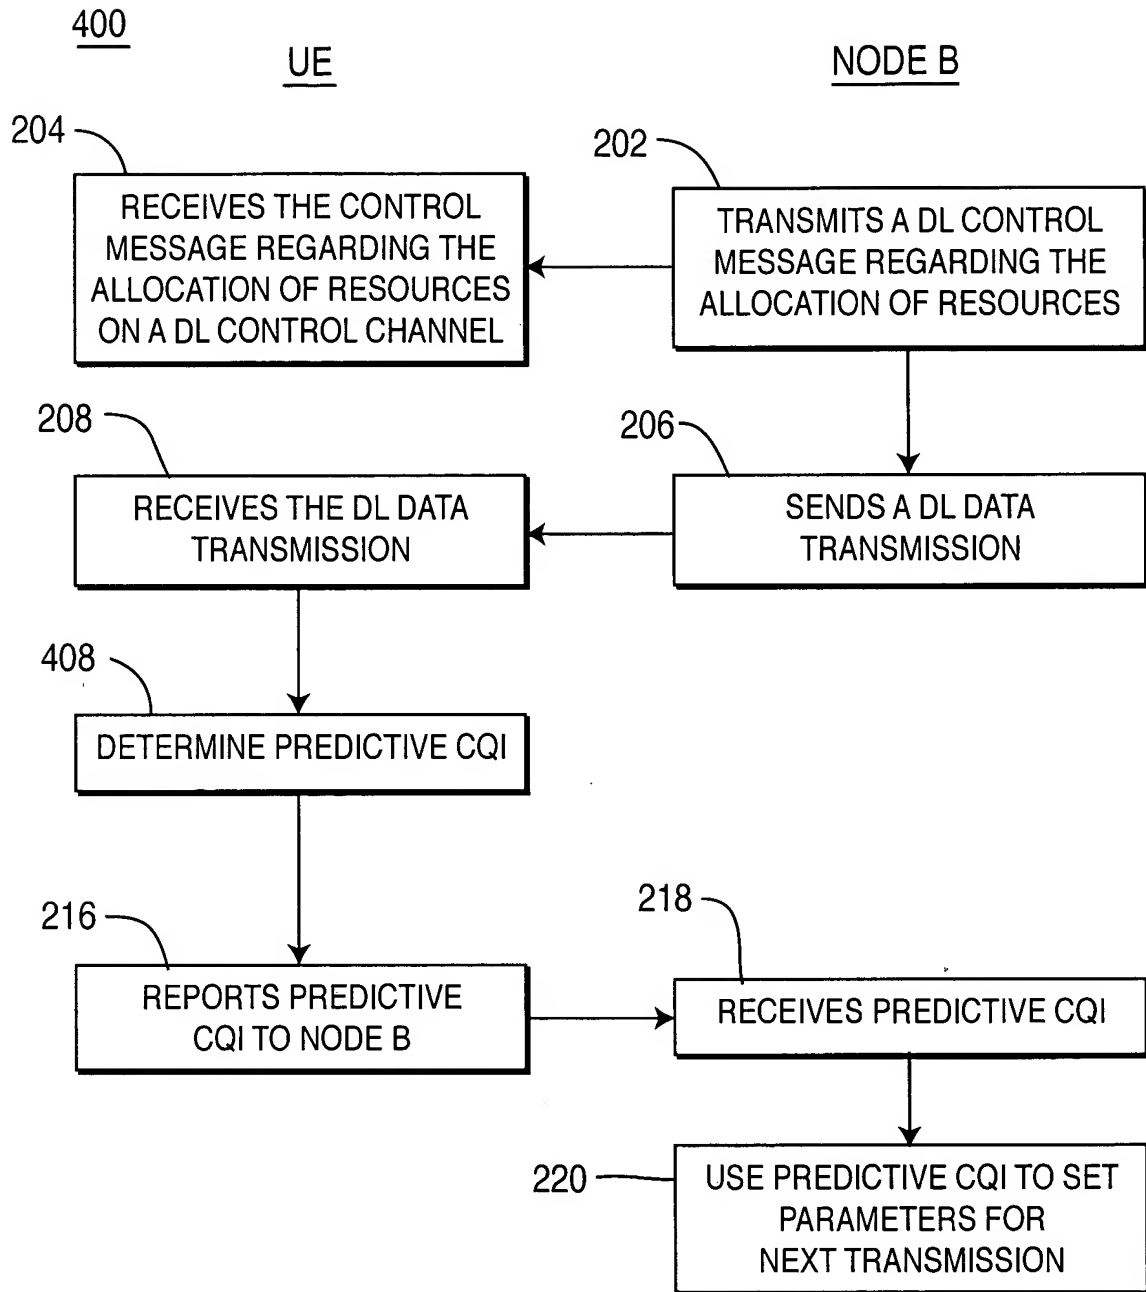 400
UE
NODE B
204
202
RECEIVES THE CONTROL
MESSAGE REGARDING THE
ALLOCATION OF RESOURCES
ON A DL CONTROL CHANNEL
TRANSMITS A DL CONTROL
MESSAGE REGARDING THE
ALLOCATION OF RESOURCES
208
206
RECEIVES THE DL DATA
TRANSMISSION
SENDS A DL DATA
TRANSMISSION
408
DETERMINE PREDICTIVE CQI
216
218
REPORTS PREDICTIVE
CQI TO NODE B
RECEIVES PREDICTIVE CQI
220
USE PREDICTIVE CQI TO SET
PARAMETERS FOR
NEXT TRANSMISSION